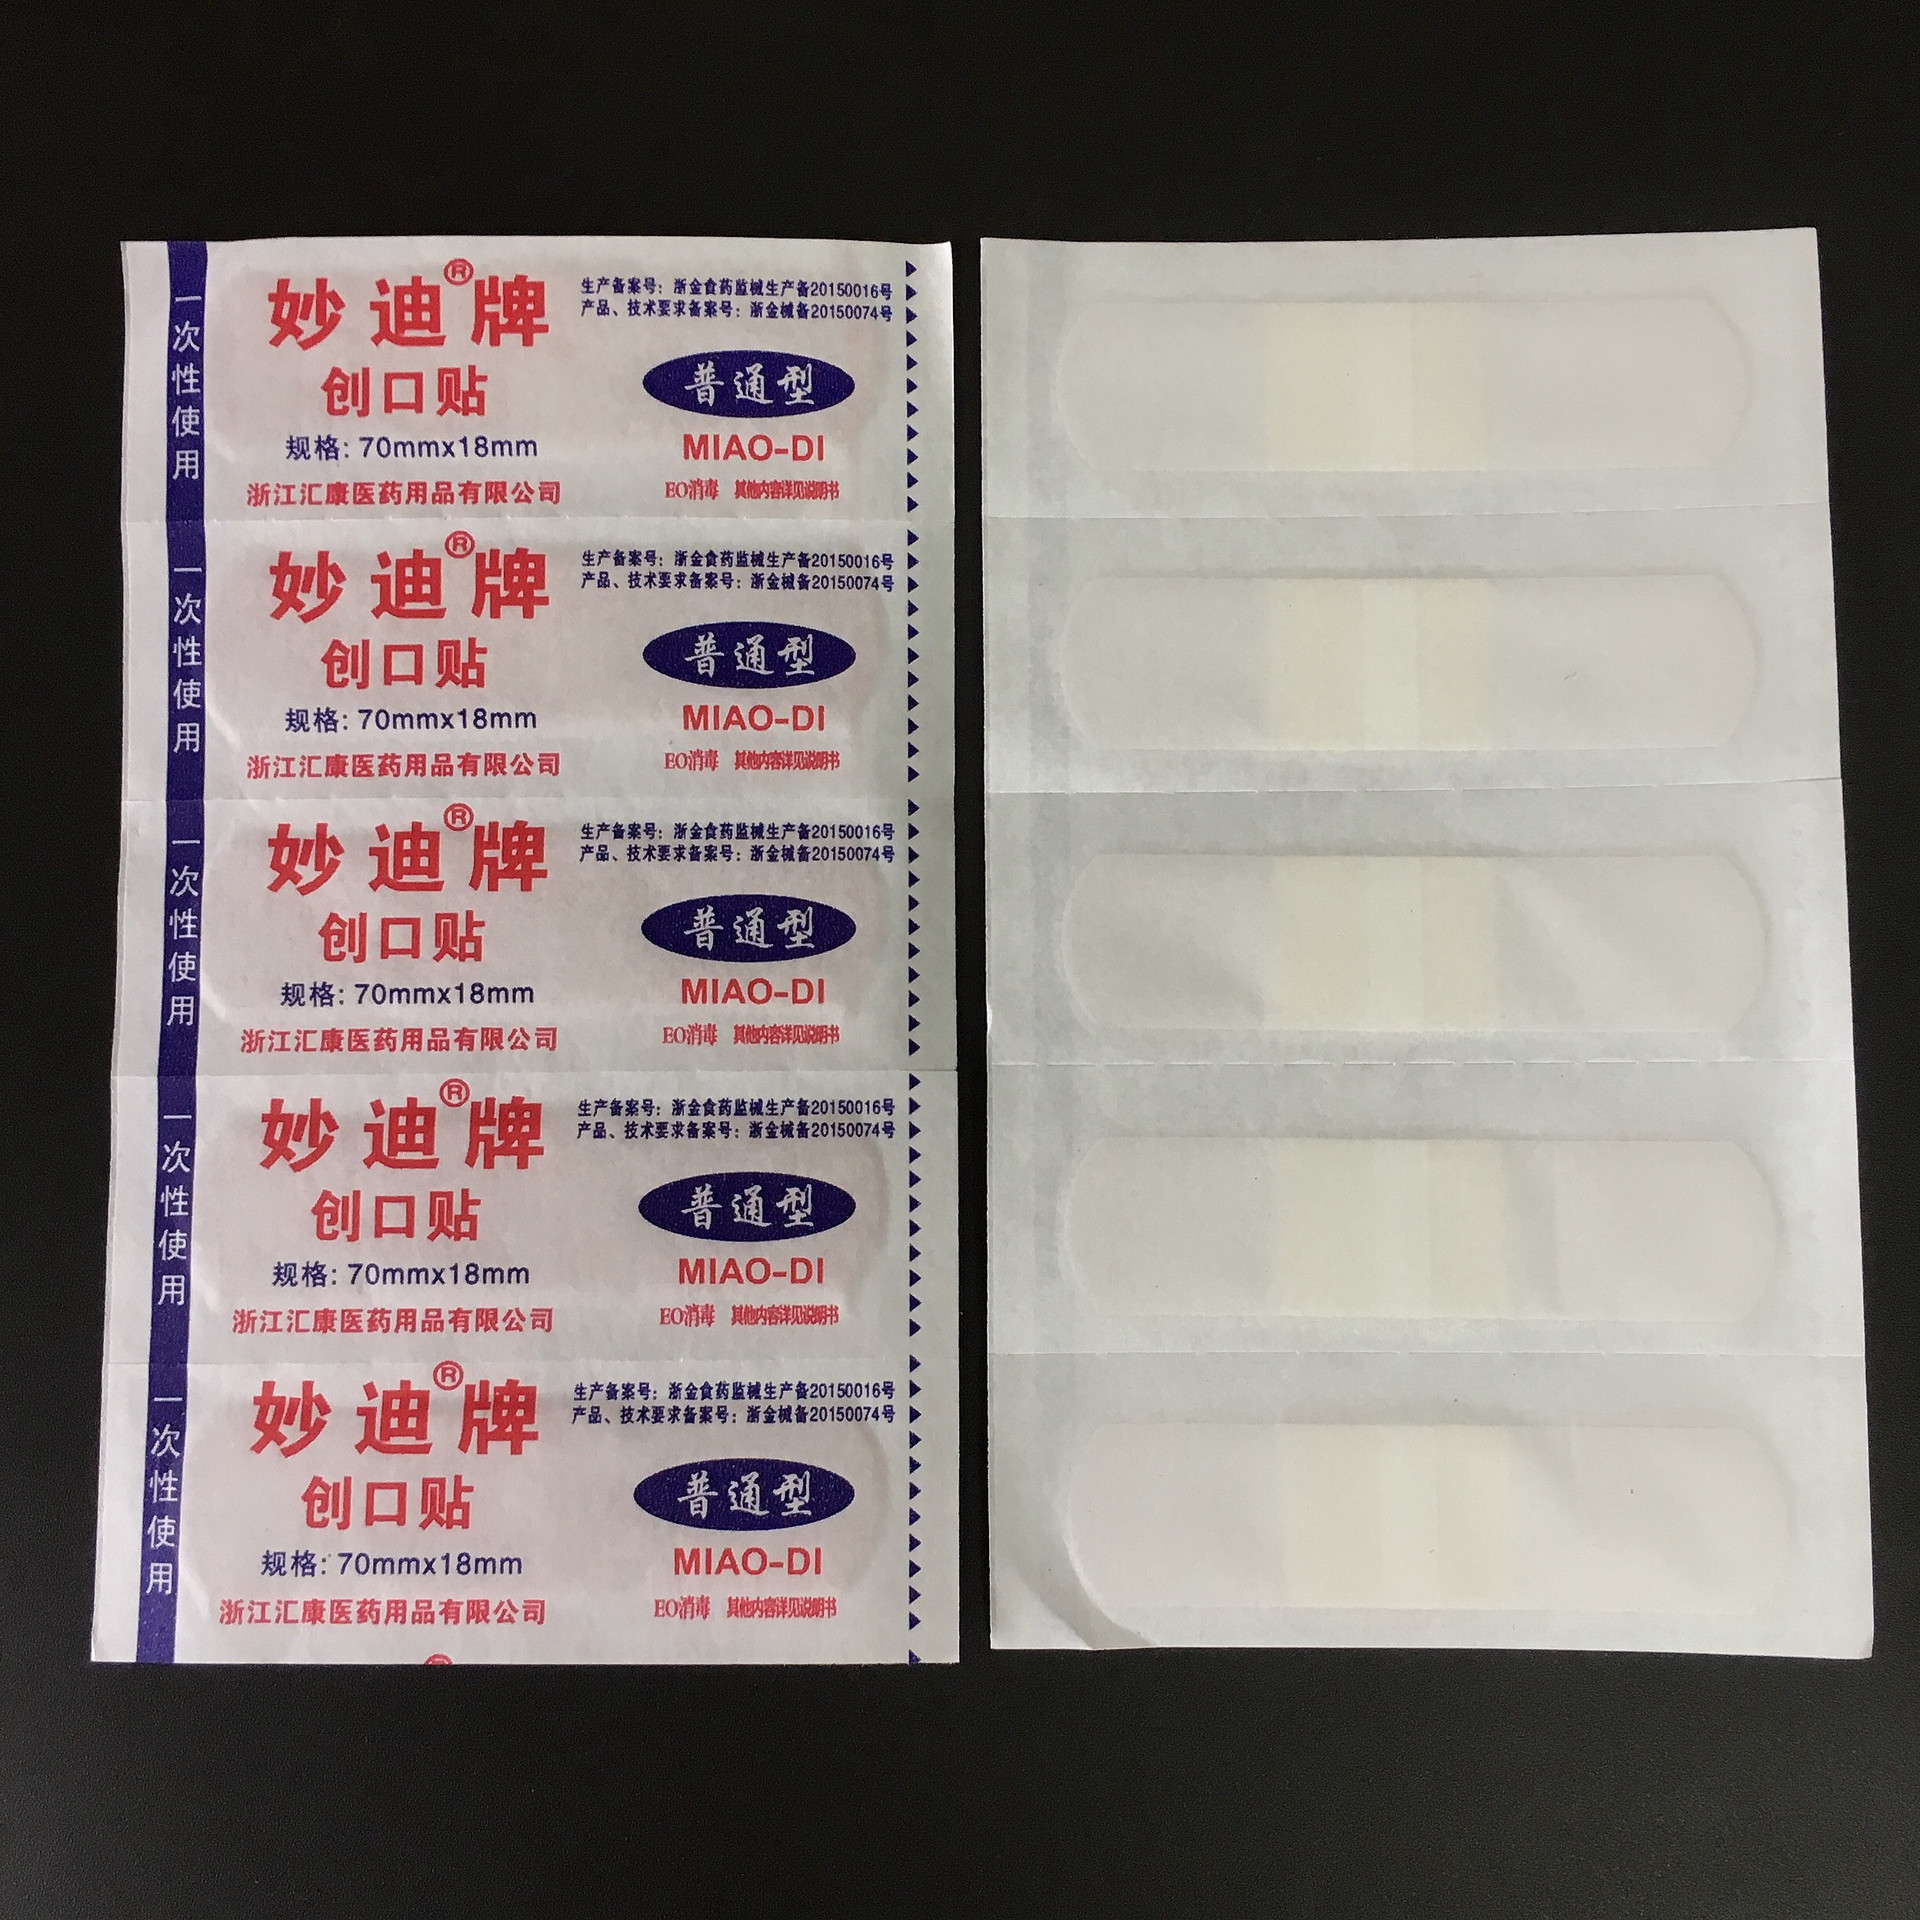 一次性使用
妙迪®牌
创口贴
规格: 70mmx18mm
浙江汇康医药用品有限公司
生产备案号: 浙金食药监械生产备20150016号
产品、技术要求备案号: 浙金械备20150074号
普通型
MIAO-DI
EO消毒 其他内容详见说明书
一次性使用
妙迪®牌
创口贴
规格: 70mmx18mm
浙江汇康医药用品有限公司
生产备案号: 浙金食药监械生产备20150016号
产品、技术要求备案号: 浙金械备20150074号
普通型
MIAO-DI
EO消毒 其他内容详见说明书
一次性使用
妙迪®牌
创口贴
规格: 70mmx18mm
浙江汇康医药用品有限公司
生产备案号: 浙金食药监械生产备20150016号
产品、技术要求备案号: 浙金械备20150074号
普通型
MIAO-DI
EO消毒 其他内容详见说明书
一次性使用
妙迪®牌
创口贴
规格: 70mmx18mm
浙江汇康医药用品有限公司
生产备案号: 浙金食药监械生产备20150016号
产品、技术要求备案号: 浙金械备20150074号
普通型
MIAO-DI
EO消毒 其他内容详见说明书
一次性使用
妙迪®牌
创口贴
规格: 70mmx18mm
浙江汇康医药用品有限公司
生产备案号: 浙金食药监械生产备20150016号
产品、技术要求备案号: 浙金械备20150074号
普通型
MIAO-DI
EO消毒 其他内容详见说明书